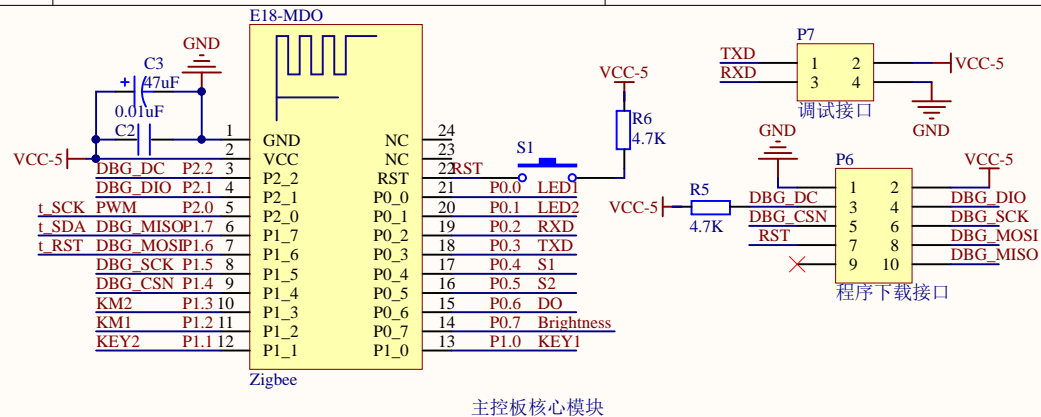 E18-MDO
GND
C3
47uF
0.01uF
C2
VCC-5
1 GND NC 24
2 VCC NC 23
DBG_DC P2.2 3 P2_2 RST 22 RST
DBG_DIO P2.1 4 P2_1 P0_0 21 P0.0 LED1
t_SCK PWM P2.0 5 P2_0 P0_1 20 P0.1 LED2
t_SDA DBG_MISO P1.7 6 P1_7 P0_2 19 P0.2 RXD
t_RST DBG_MOSI P1.6 7 P1_6 P0_3 18 P0.3 TXD
DBG_SCK P1.5 8 P1_5 P0_4 17 P0.4 S1
DBG_CSN P1.4 9 P1_4 P0_5 16 P0.5 S2
KM2 P1.3 10 P1_3 P0_6 15 P0.6 DO
KM1 P1.2 11 P1_2 P0_7 14 P0.7 Brightness
KEY2 P1.1 12 P1_1 P1_0 13 P1.0 KEY1
Zigbee
VCC-5
R6
4.7K
S1
P7
TXD 1 2 VCC-5
RXD 3 4
调试接口
GND
GND
P6
VCC-5
1 2
VCC-5 R5 4.7K DBG_DC 3 4 DBG_DIO
DBG_CSN 5 6 DBG_SCK
RST 7 8 DBG_MOSI
9 10 DBG_MISO
程序下载接口
主控板核心模块